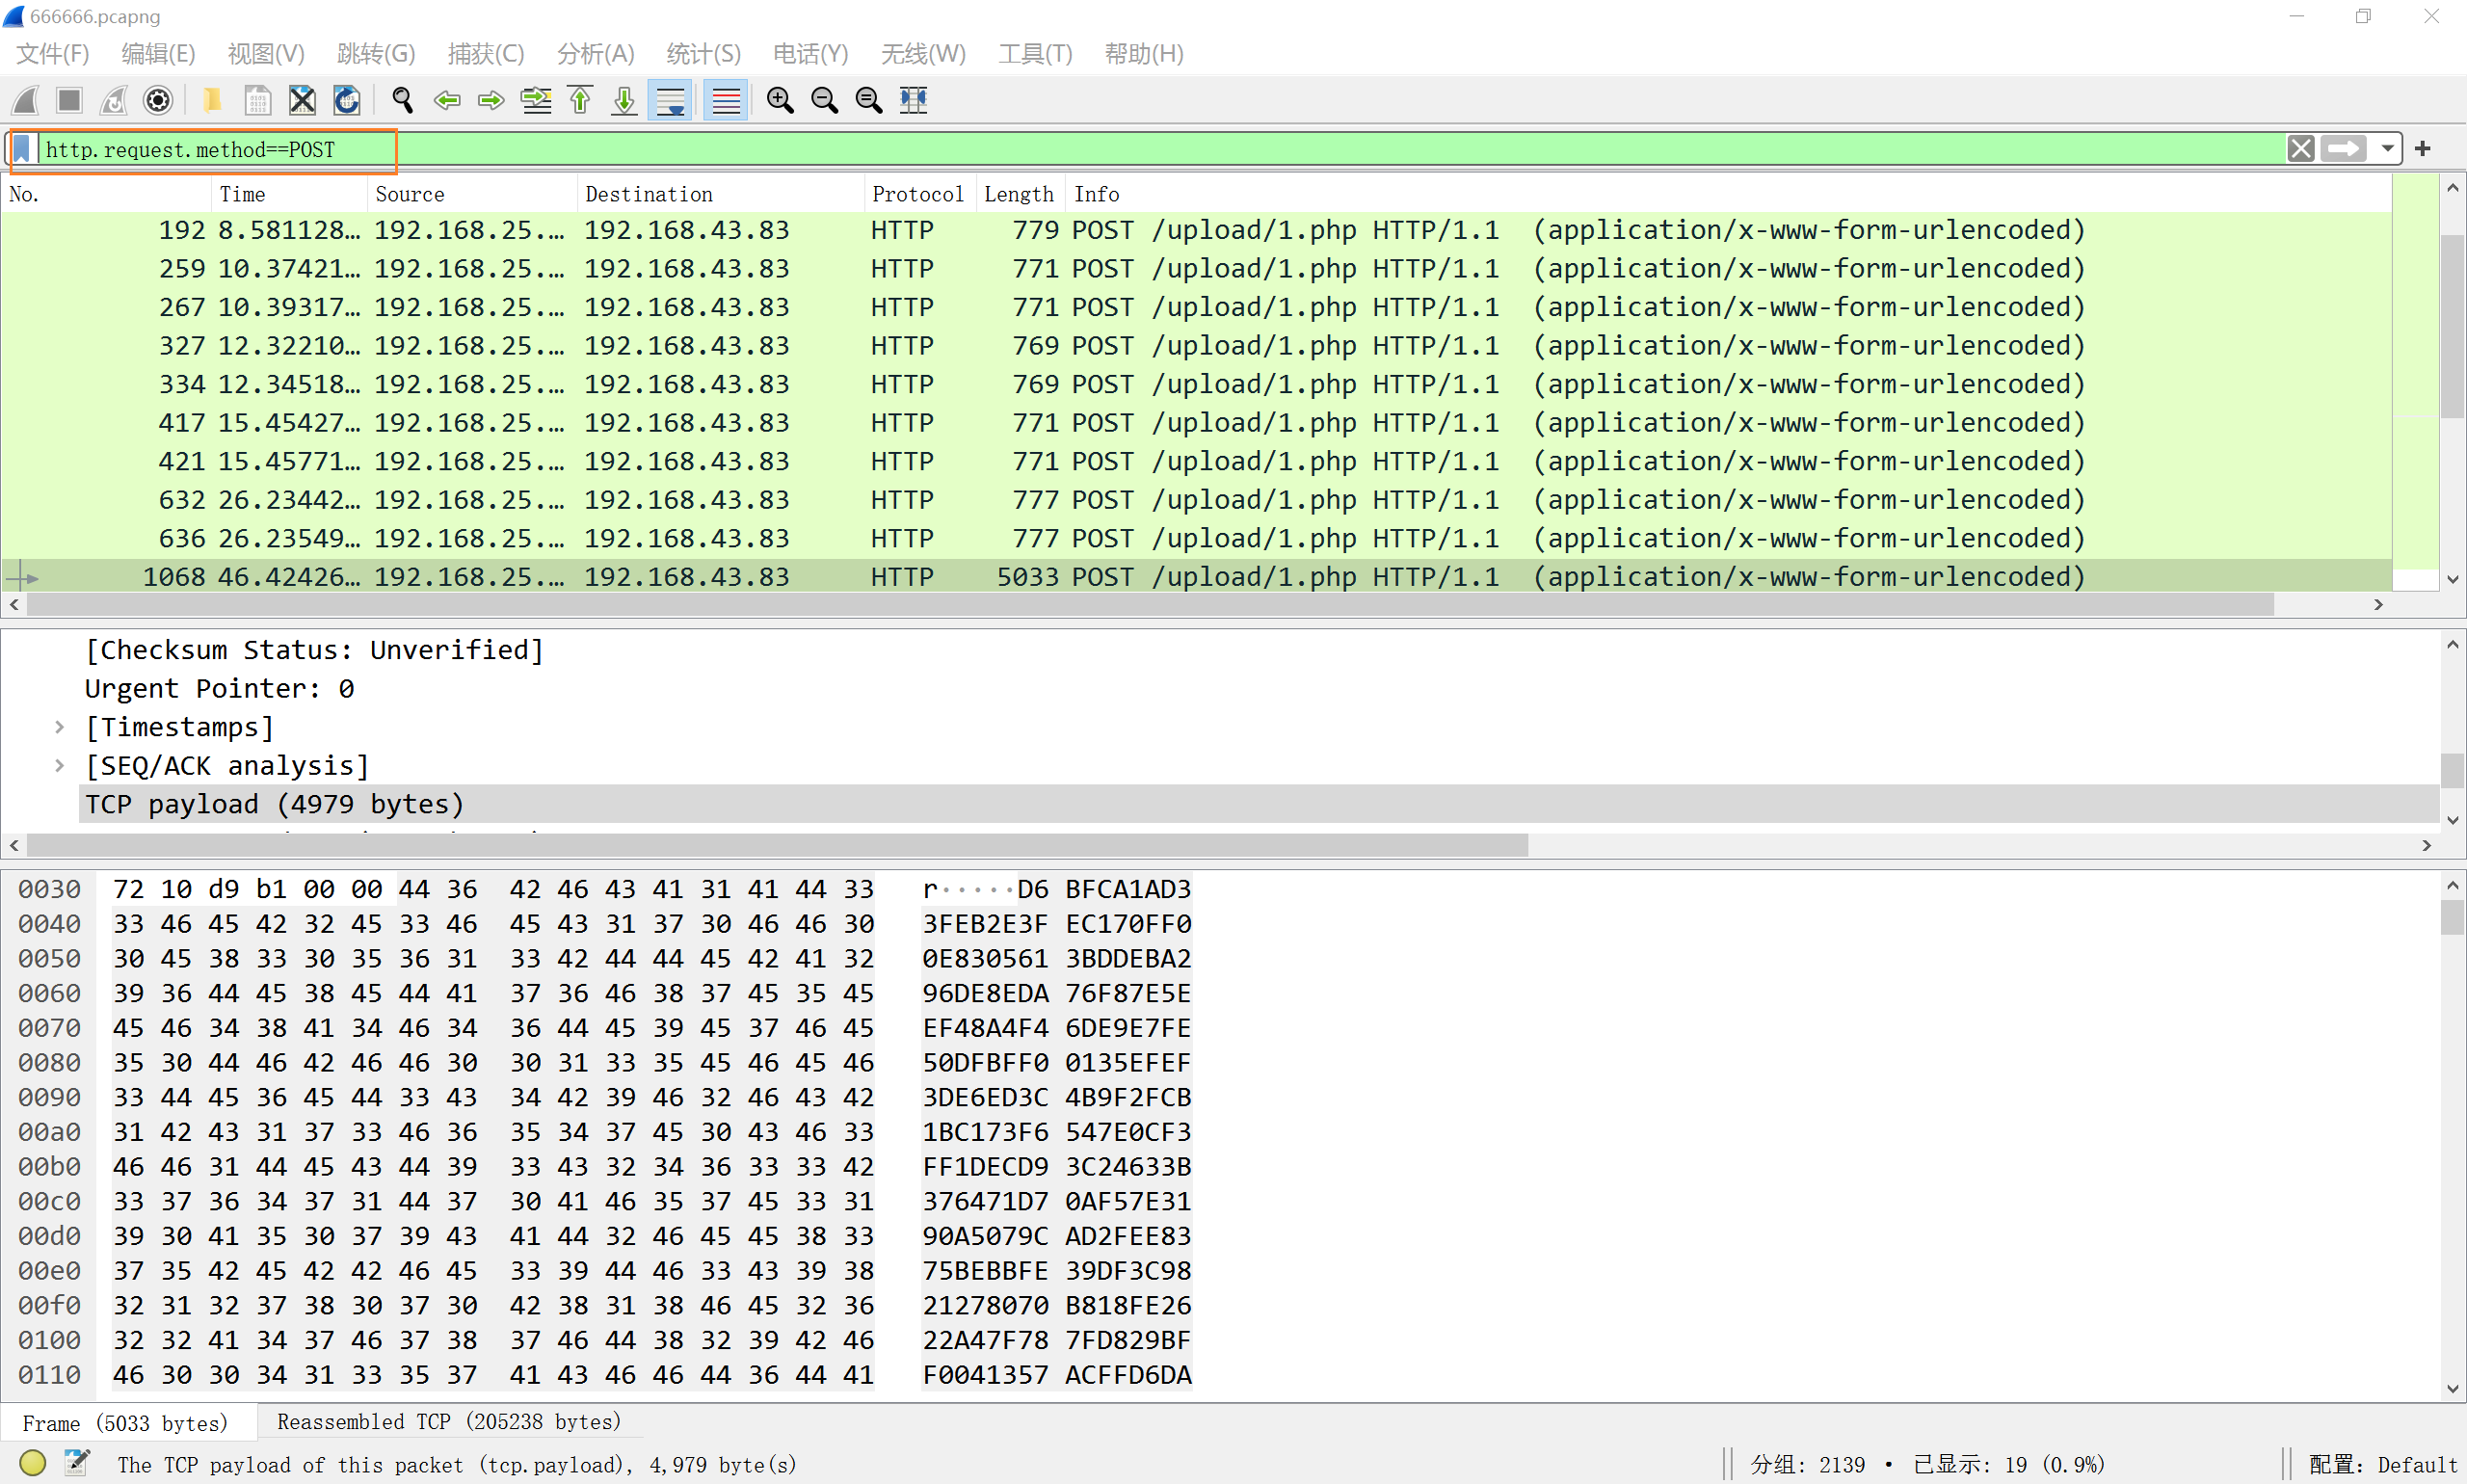 666666.pcapng
文件(F) 编辑(E) 视图(V) 跳转(G) 捕获(C) 分析(A) 统计(S) 电话(Y) 无线(W) 工具(T) 帮助(H)
http.request.method==POST
No. Time Source Destination Protocol Length Info
192 8.581128… 192.168.25.… 192.168.43.83 HTTP 779 POST /upload/1.php HTTP/1.1 (application/x-www-form-urlencoded)
259 10.37421… 192.168.25.… 192.168.43.83 HTTP 771 POST /upload/1.php HTTP/1.1 (application/x-www-form-urlencoded)
267 10.39317… 192.168.25.… 192.168.43.83 HTTP 771 POST /upload/1.php HTTP/1.1 (application/x-www-form-urlencoded)
327 12.32210… 192.168.25.… 192.168.43.83 HTTP 769 POST /upload/1.php HTTP/1.1 (application/x-www-form-urlencoded)
334 12.34518… 192.168.25.… 192.168.43.83 HTTP 769 POST /upload/1.php HTTP/1.1 (application/x-www-form-urlencoded)
417 15.45427… 192.168.25.… 192.168.43.83 HTTP 771 POST /upload/1.php HTTP/1.1 (application/x-www-form-urlencoded)
421 15.45771… 192.168.25.… 192.168.43.83 HTTP 771 POST /upload/1.php HTTP/1.1 (application/x-www-form-urlencoded)
632 26.23442… 192.168.25.… 192.168.43.83 HTTP 777 POST /upload/1.php HTTP/1.1 (application/x-www-form-urlencoded)
636 26.23549… 192.168.25.… 192.168.43.83 HTTP 777 POST /upload/1.php HTTP/1.1 (application/x-www-form-urlencoded)
1068 46.42426… 192.168.25.… 192.168.43.83 HTTP 5033 POST /upload/1.php HTTP/1.1 (application/x-www-form-urlencoded)
[Checksum Status: Unverified]
Urgent Pointer: 0
[Timestamps]
[SEQ/ACK analysis]
TCP payload (4979 bytes)
0030 72 10 d9 b1 00 00 44 36 42 46 43 41 31 41 44 33 r·····D6 BFCA1AD3
0040 33 46 45 42 32 45 33 46 45 43 31 37 30 46 46 30 3FEB2E3F EC170FF0
0050 30 45 38 33 30 35 36 31 33 42 44 44 45 42 41 32 0E830561 3BDDEBA2
0060 39 36 44 45 38 45 44 41 37 36 46 38 37 45 35 45 96DE8EDA 76F87E5E
0070 45 46 34 38 41 34 46 34 36 44 45 39 45 37 46 45 EF48A4F4 6DE9E7FE
0080 35 30 44 46 42 46 46 30 30 31 33 35 45 46 45 46 50DFBFF0 0135EFEF
0090 33 44 45 36 45 44 33 43 34 42 39 46 32 46 43 42 3DE6ED3C 4B9F2FCB
00a0 31 42 43 31 37 33 46 36 35 34 37 45 30 43 46 33 1BC173F6 547E0CF3
00b0 46 46 31 44 45 43 44 39 33 43 32 34 36 33 33 42 FF1DECD9 3C24633B
00c0 33 37 36 34 37 31 44 37 30 41 46 35 37 45 33 31 376471D7 0AF57E31
00d0 39 30 41 35 30 37 39 43 41 44 32 46 45 45 38 33 90A5079C AD2FEE83
00e0 37 35 42 45 42 42 46 45 33 39 44 46 33 43 39 38 75BEBBFE 39DF3C98
00f0 32 31 32 37 38 30 37 30 42 38 31 38 46 45 32 36 21278070 B818FE26
0100 32 32 41 34 37 46 37 38 37 46 44 38 32 39 42 46 22A47F78 7FD829BF
0110 46 30 30 34 31 33 35 37 41 43 46 46 44 36 44 41 F0041357 ACFFD6DA
Frame (5033 bytes) Reassembled TCP (205238 bytes)
The TCP payload of this packet (tcp.payload), 4,979 byte(s) 分组: 2139 · 已显示: 19 (0.9%) 配置: Default